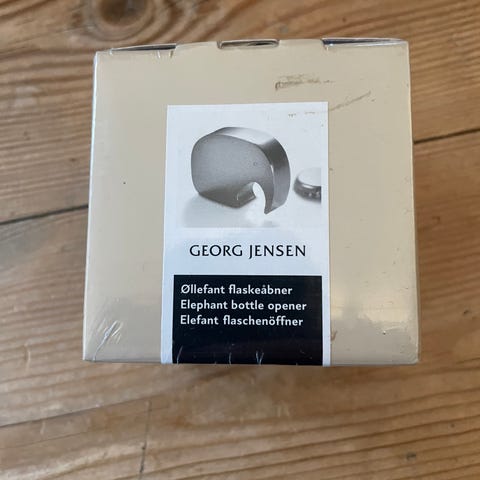 GEORG JENSEN
Øllefant flaskeåbner
Elephant bottle opener
Elefant flaschenöffner